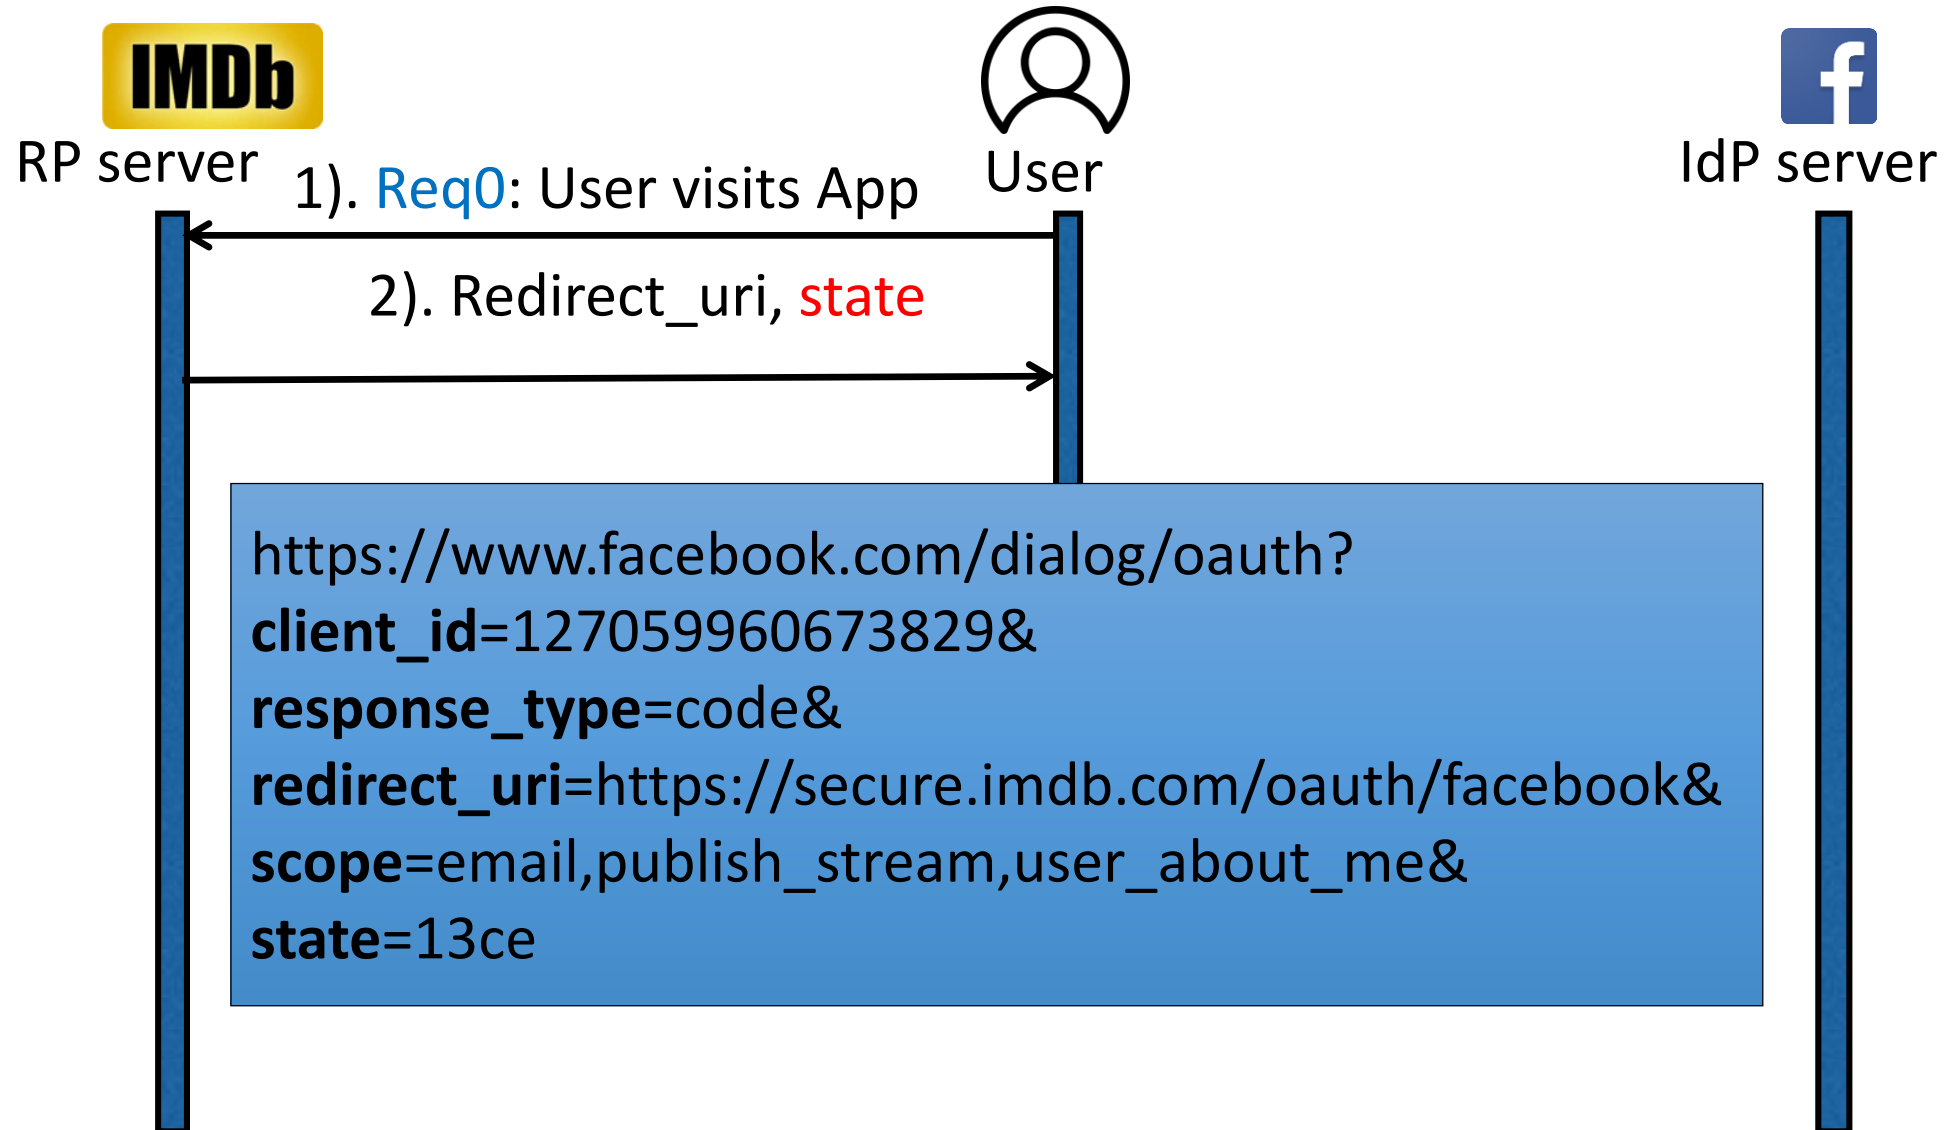 IMDb
RP server
User
IdP server
1). Req0: User visits App
2). Redirect_uri, state
https://www.facebook.com/dialog/oauth?
client_id=127059960673829&
response_type=code&
redirect_uri=https://secure.imdb.com/oauth/facebook&
scope=email,publish_stream,user_about_me&
state=13ce